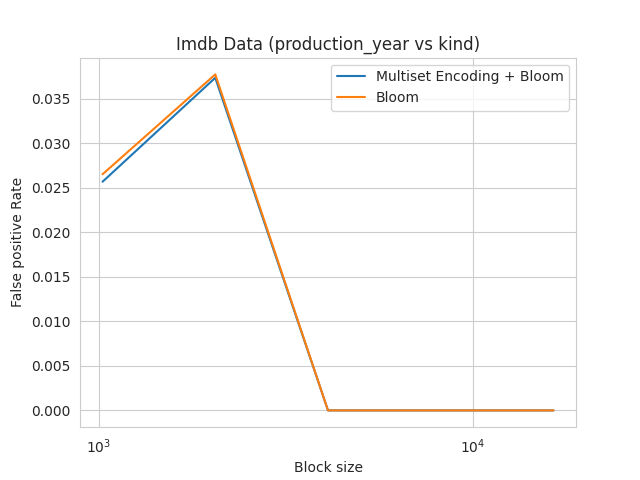 Imdb Data (production_year vs kind)
Multiset Encoding + Bloom
Bloom
False positive Rate
0.035
0.030
0.025
0.020
0.015
0.010
0.005
0.000
10³
10⁴
Block size